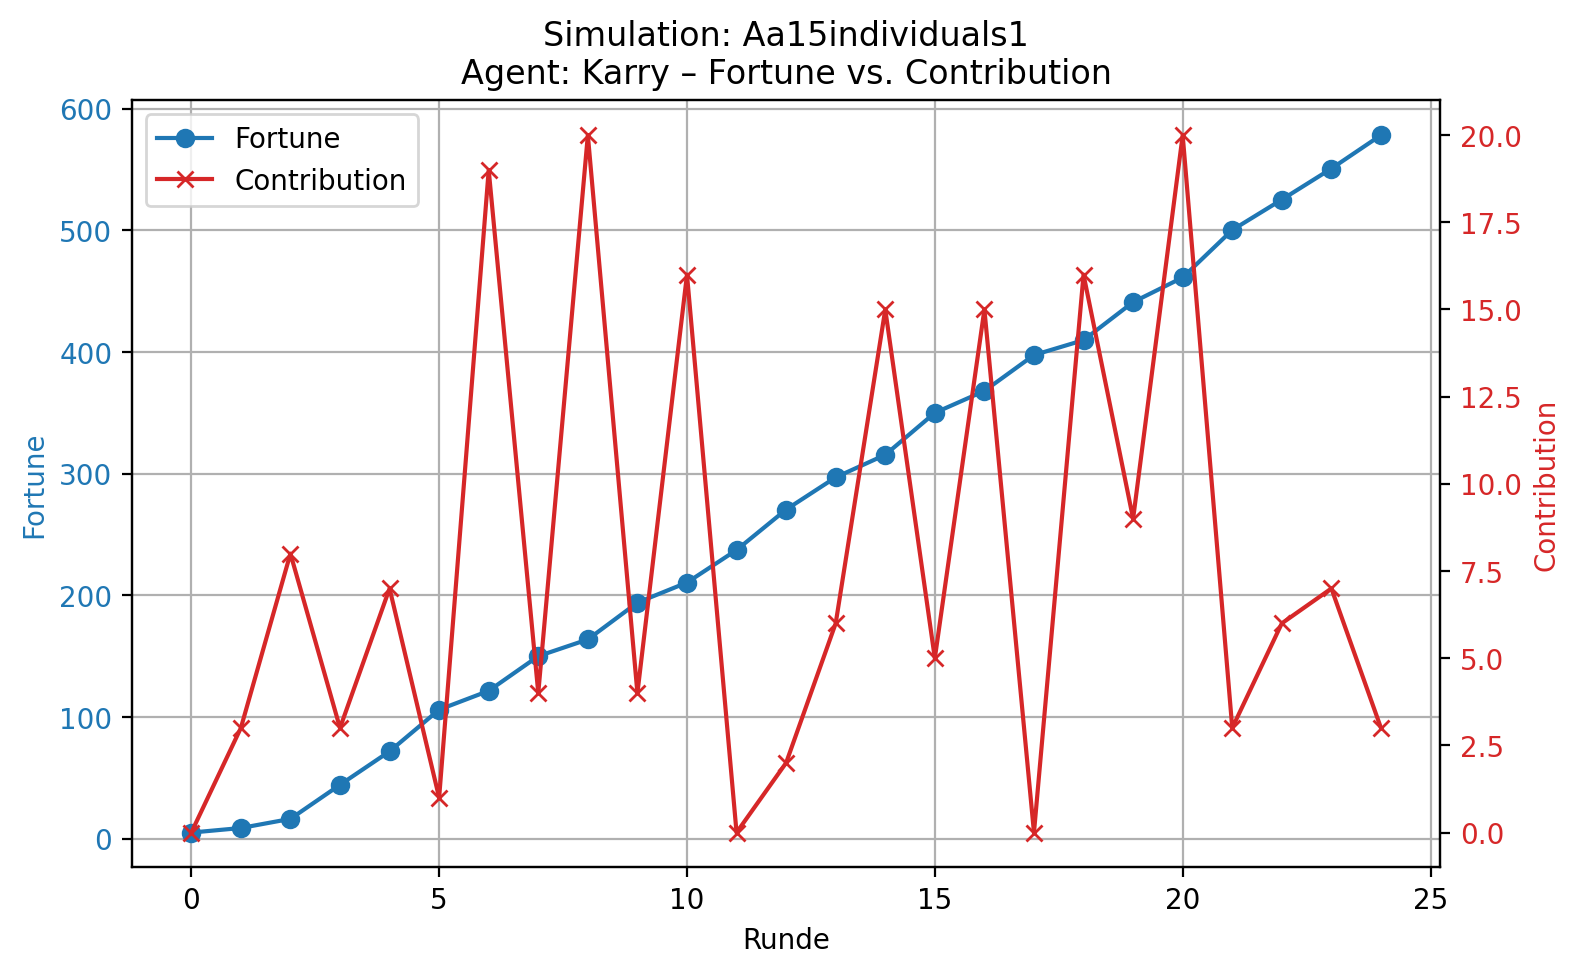 Simulation: Aa15individuals1
Agent: Karry – Fortune vs. Contribution
Fortune
Contribution
600
500
400
300
200
100
0
Fortune
20.0
17.5
15.0
12.5
10.0
7.5
5.0
2.5
0.0
Contribution
0 5 10 15 20 25
Runde